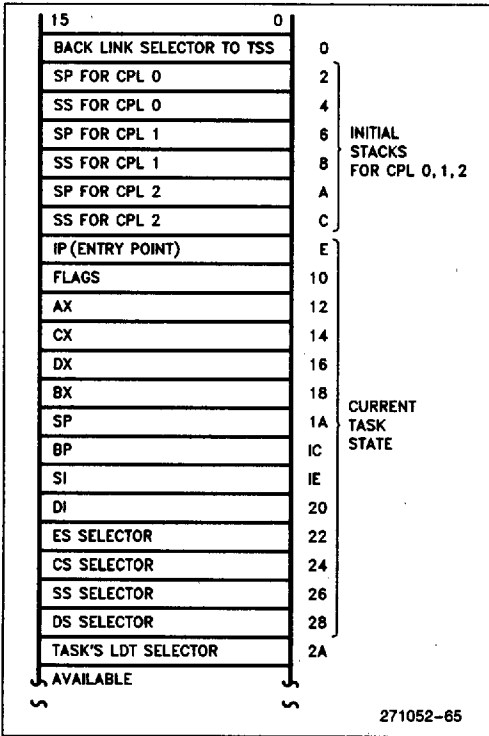 15 0
BACK LINK SELECTOR TO TSS 0
SP FOR CPL 0 2
SS FOR CPL 0 4
SP FOR CPL 1 6
SS FOR CPL 1 8
SP FOR CPL 2 A
SS FOR CPL 2 C
INITIAL
STACKS
FOR CPL 0, 1, 2
IP (ENTRY POINT) E
FLAGS 10
AX 12
CX 14
DX 16
BX 18
SP 1A
BP IC
SI IE
DI 20
ES SELECTOR 22
CS SELECTOR 24
SS SELECTOR 26
DS SELECTOR 28
CURRENT
TASK
STATE
TASK'S LDT SELECTOR 2A
AVAILABLE
271052-65